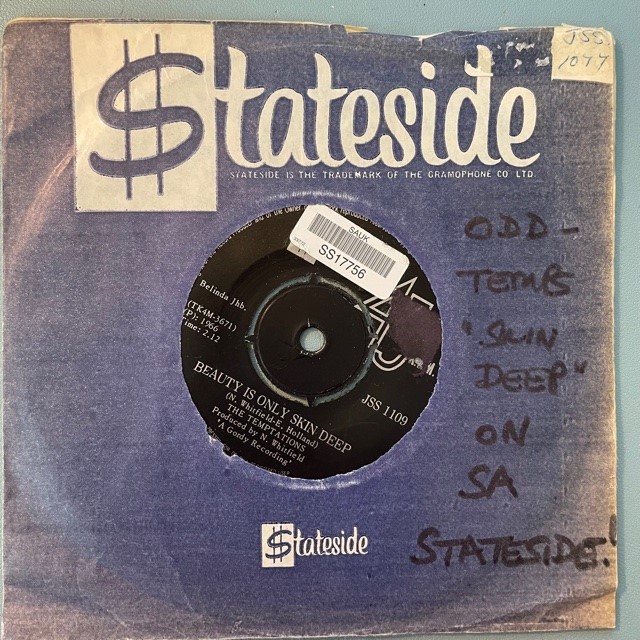 JSS
1077
$tateside
STATESIDE IS THE TRADEMARK OF THE GRAMOPHONE CO LTD.
SAUK
SS17756
45
Belinda Jhb.
(TK4M-5671)
(P): 1966
Time: 2.12
JSS 1109
BEAUTY IS ONLY SKIN DEEP
(N. Whitfield-E. Holland)
THE TEMPTATIONS
Produced by N. Whitfield
"A Gordy Recording"
ODD-
TEMPS
"SKIN
DEEP"
ON
SA
STATESIDE!
$tateside